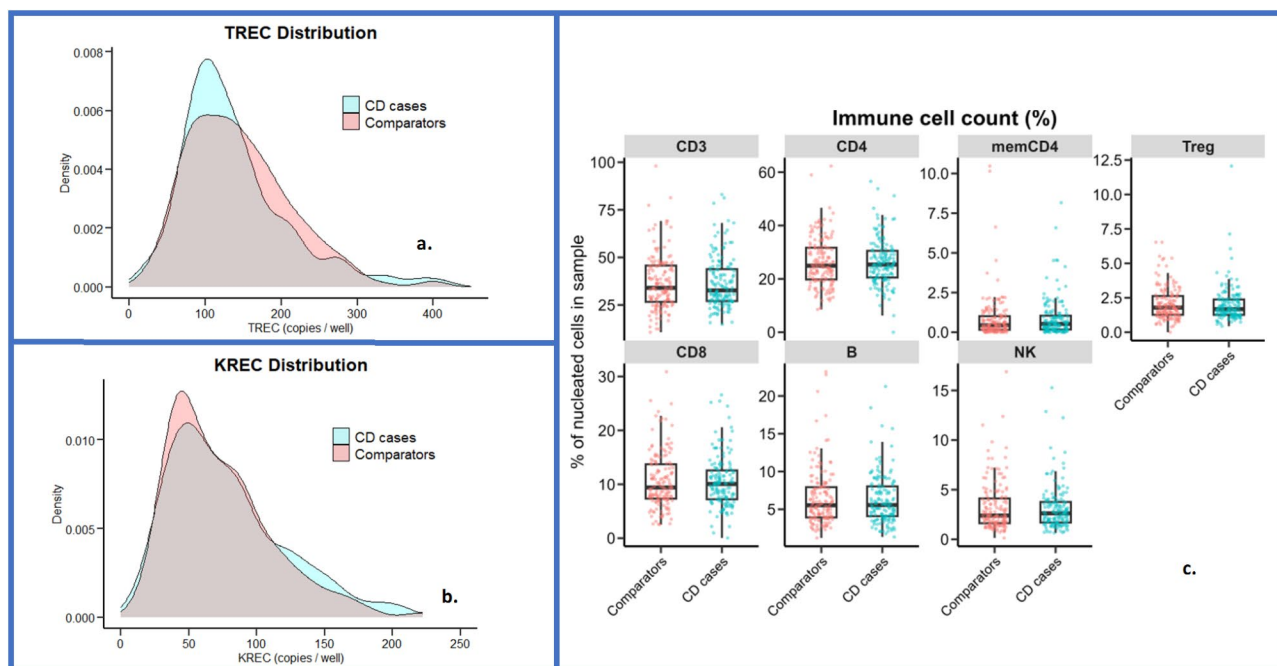 TREC Distribution
0.008
0.006
0.004
0.002
0.000
Density
CD cases
Comparators
a.
0 100 200 300 400
TREC (copies / well)
KREC Distribution
0.010
0.005
0.000
Density
CD cases
Comparators
b.
0 50 100 150 200 250
KREC (copies / well)
Immune cell count (%)
% of nucleated cells in sample
CD3
100
75
50
25
CD4
60
40
20
0
memCD4
10.0
7.5
5.0
2.5
0.0
Treg
12.5
10.0
7.5
5.0
2.5
0.0
Comparators
CD cases
CD8
30
20
10
0
Comparators
CD cases
B
20
15
10
5
Comparators
CD cases
NK
15
10
5
0
Comparators
CD cases
c.